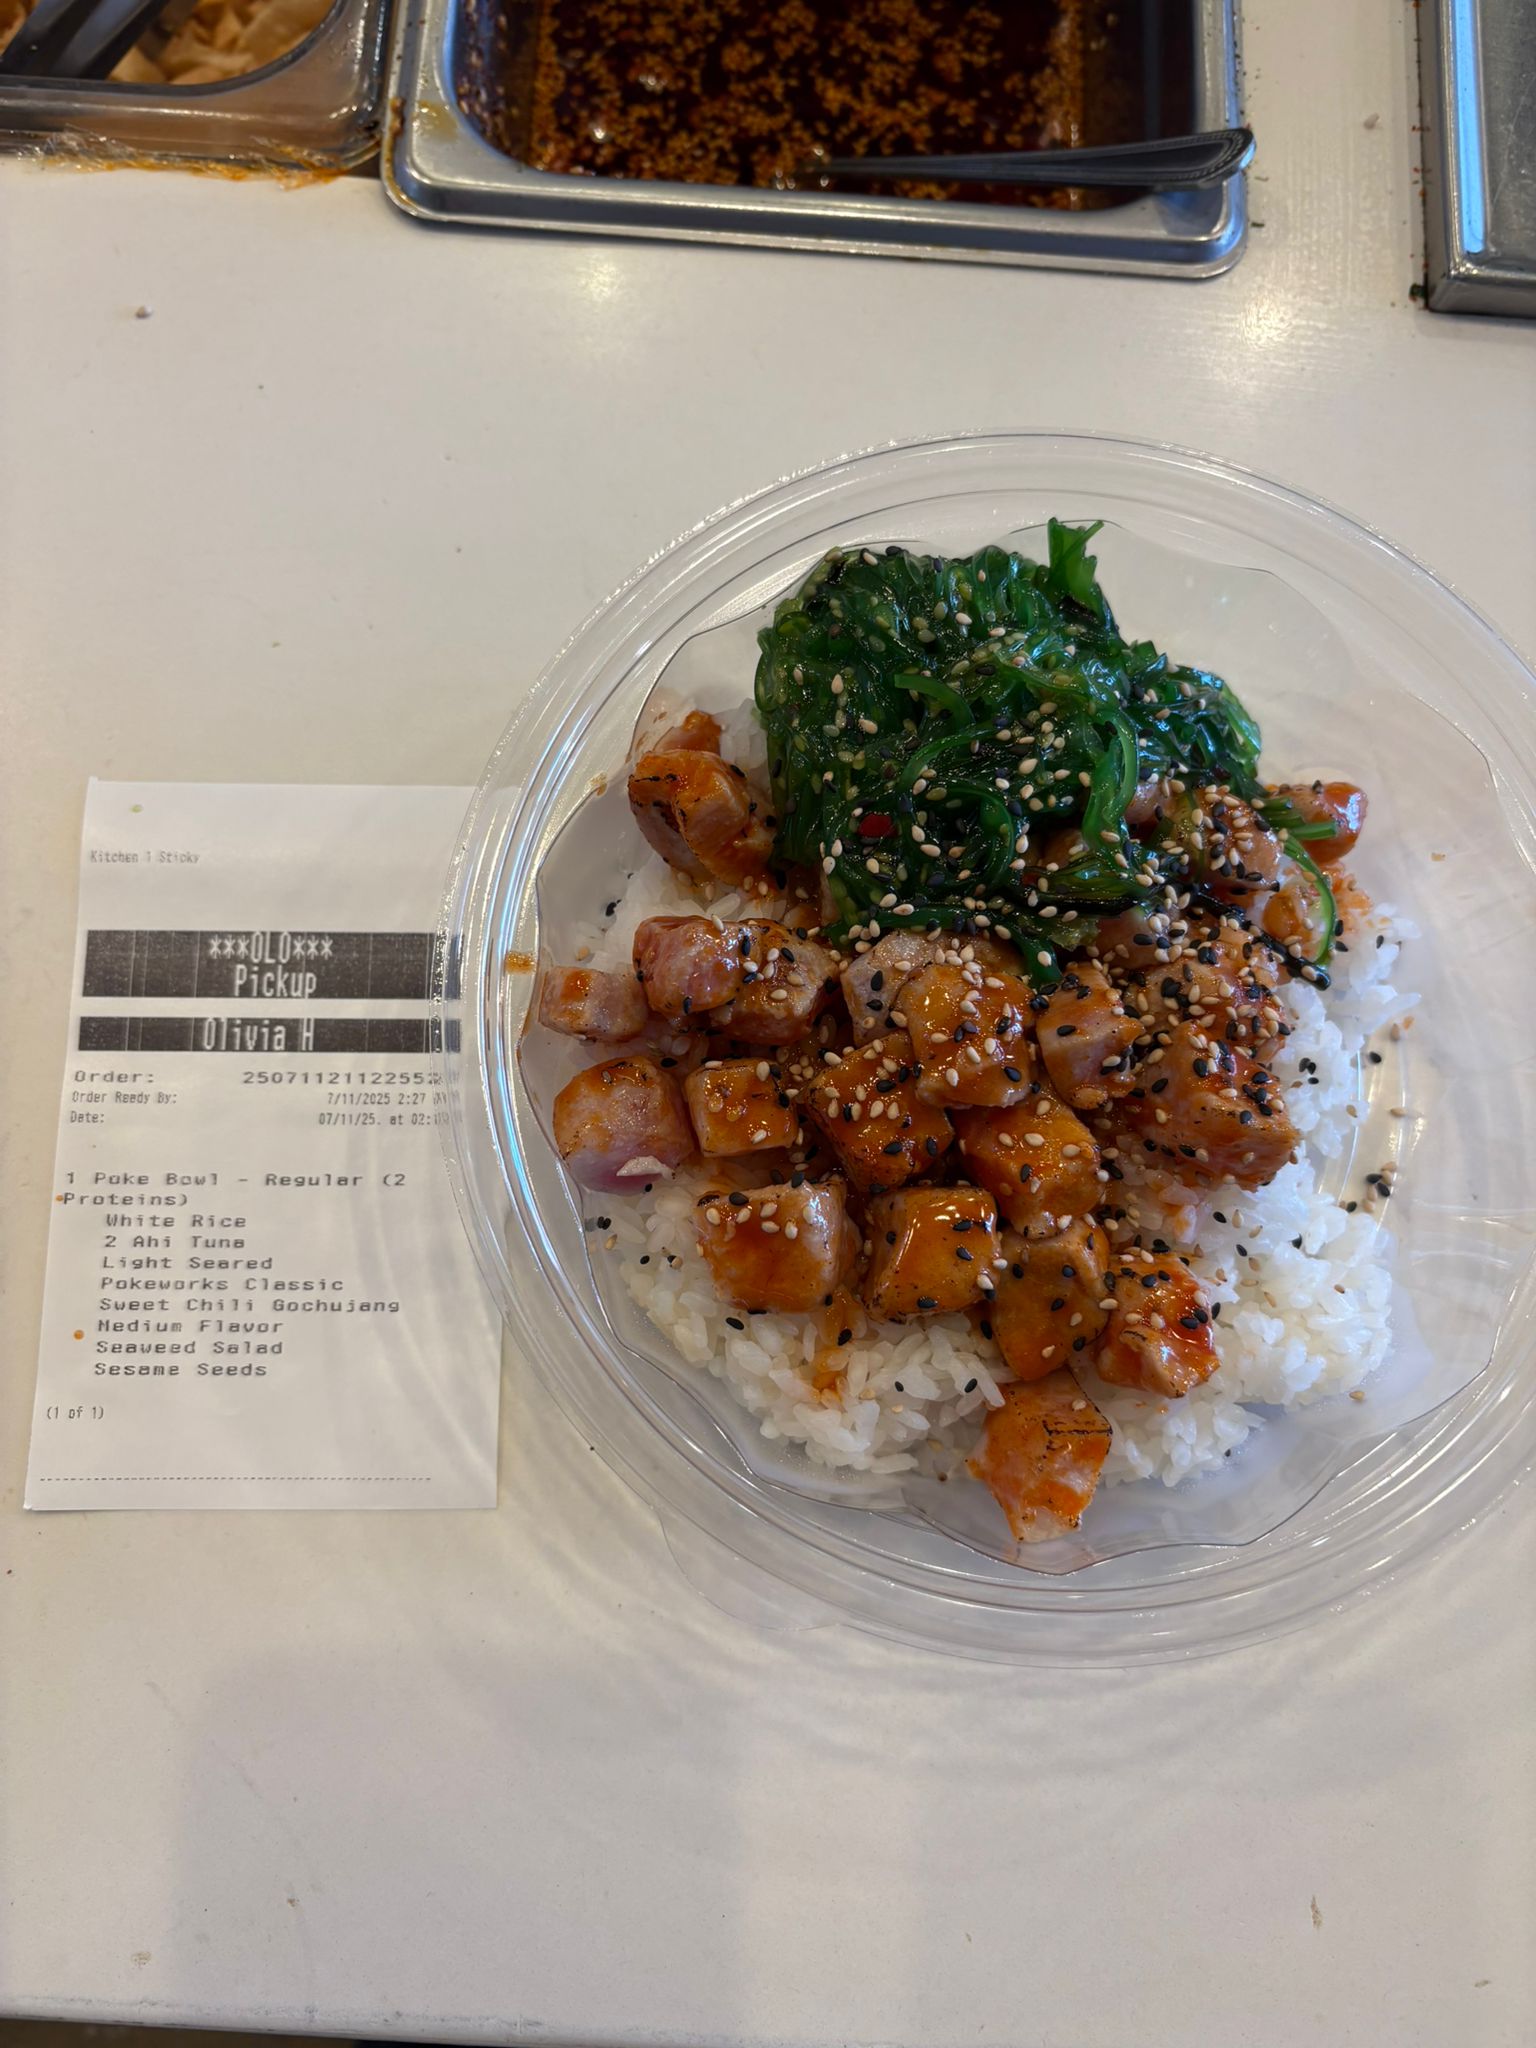 Kitchen 1 Sticky
***OLO***
Pickup
Olivia H
Order: 25071121122552
Order Ready By: 7/11/2025 2:27
Date: 07/11/25. at 02:
1 Poke Bowl - Regular (2
Proteins)
White Rice
2 Ahi Tuna
Light Seared
Pokeworks Classic
Sweet Chili Gochujang
Medium Flavor
Seaweed Salad
Sesame Seeds
(1 of 1)